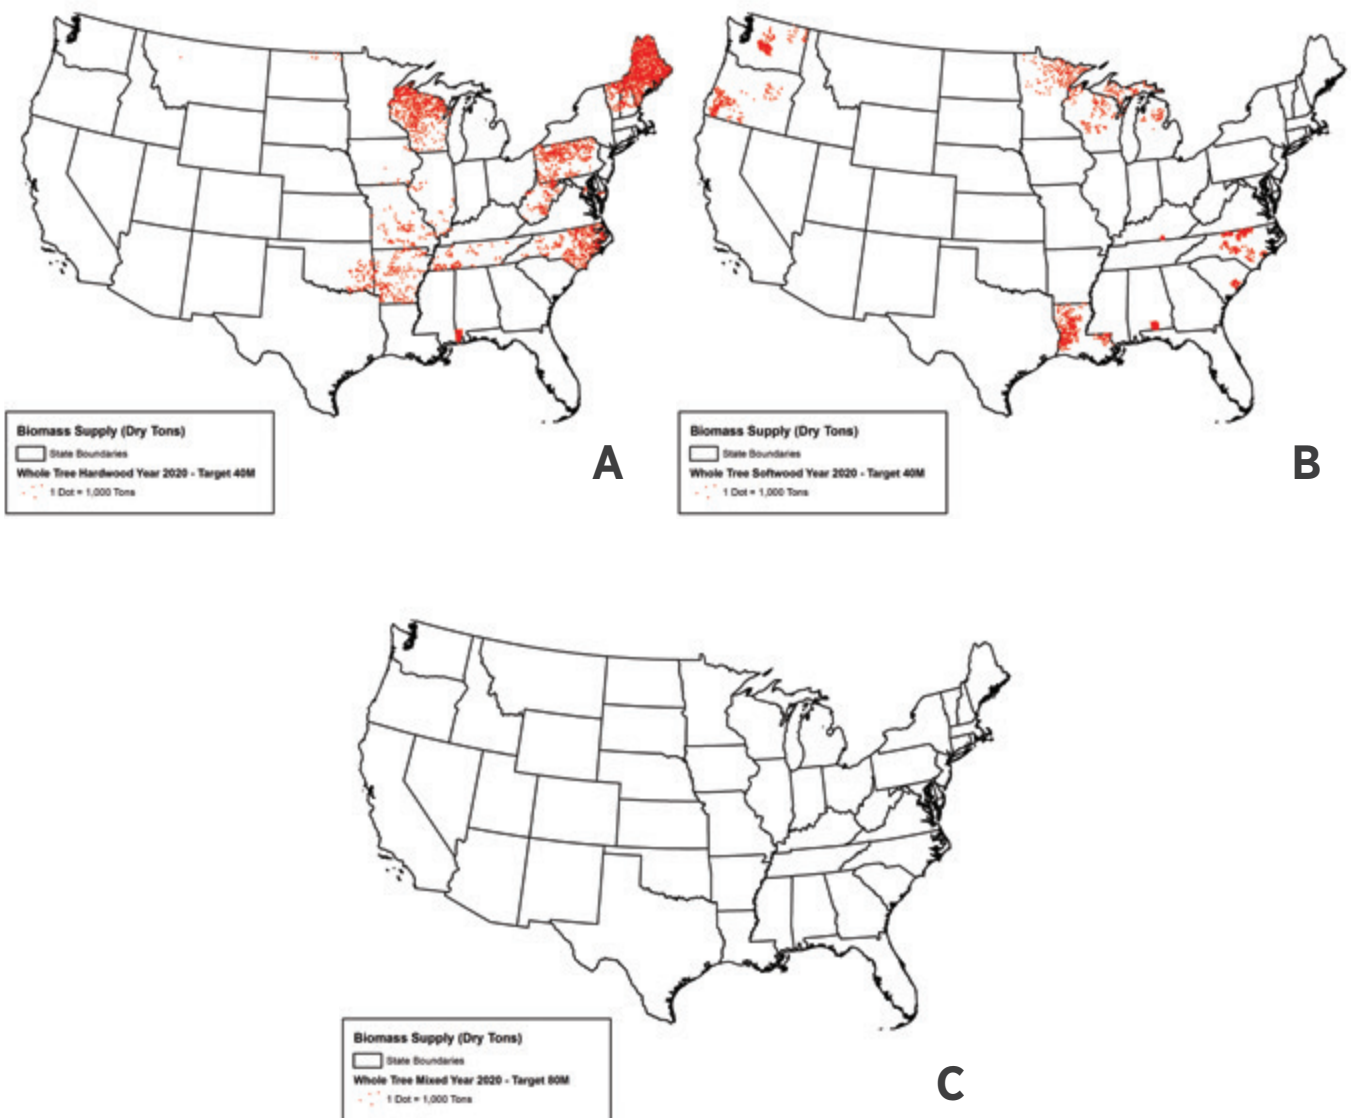 Biomass Supply (Dry Tons)
State Boundaries
Whole Tree Hardwood Year 2020 - Target 40M
1 Dot = 1,000 Tons
A
Biomass Supply (Dry Tons)
State Boundaries
Whole Tree Softwood Year 2020 - Target 40M
1 Dot = 1,000 Tons
B
Biomass Supply (Dry Tons)
State Boundaries
Whole Tree Mixed Year 2020 - Target 80M
1 Dot = 1,000 Tons
C